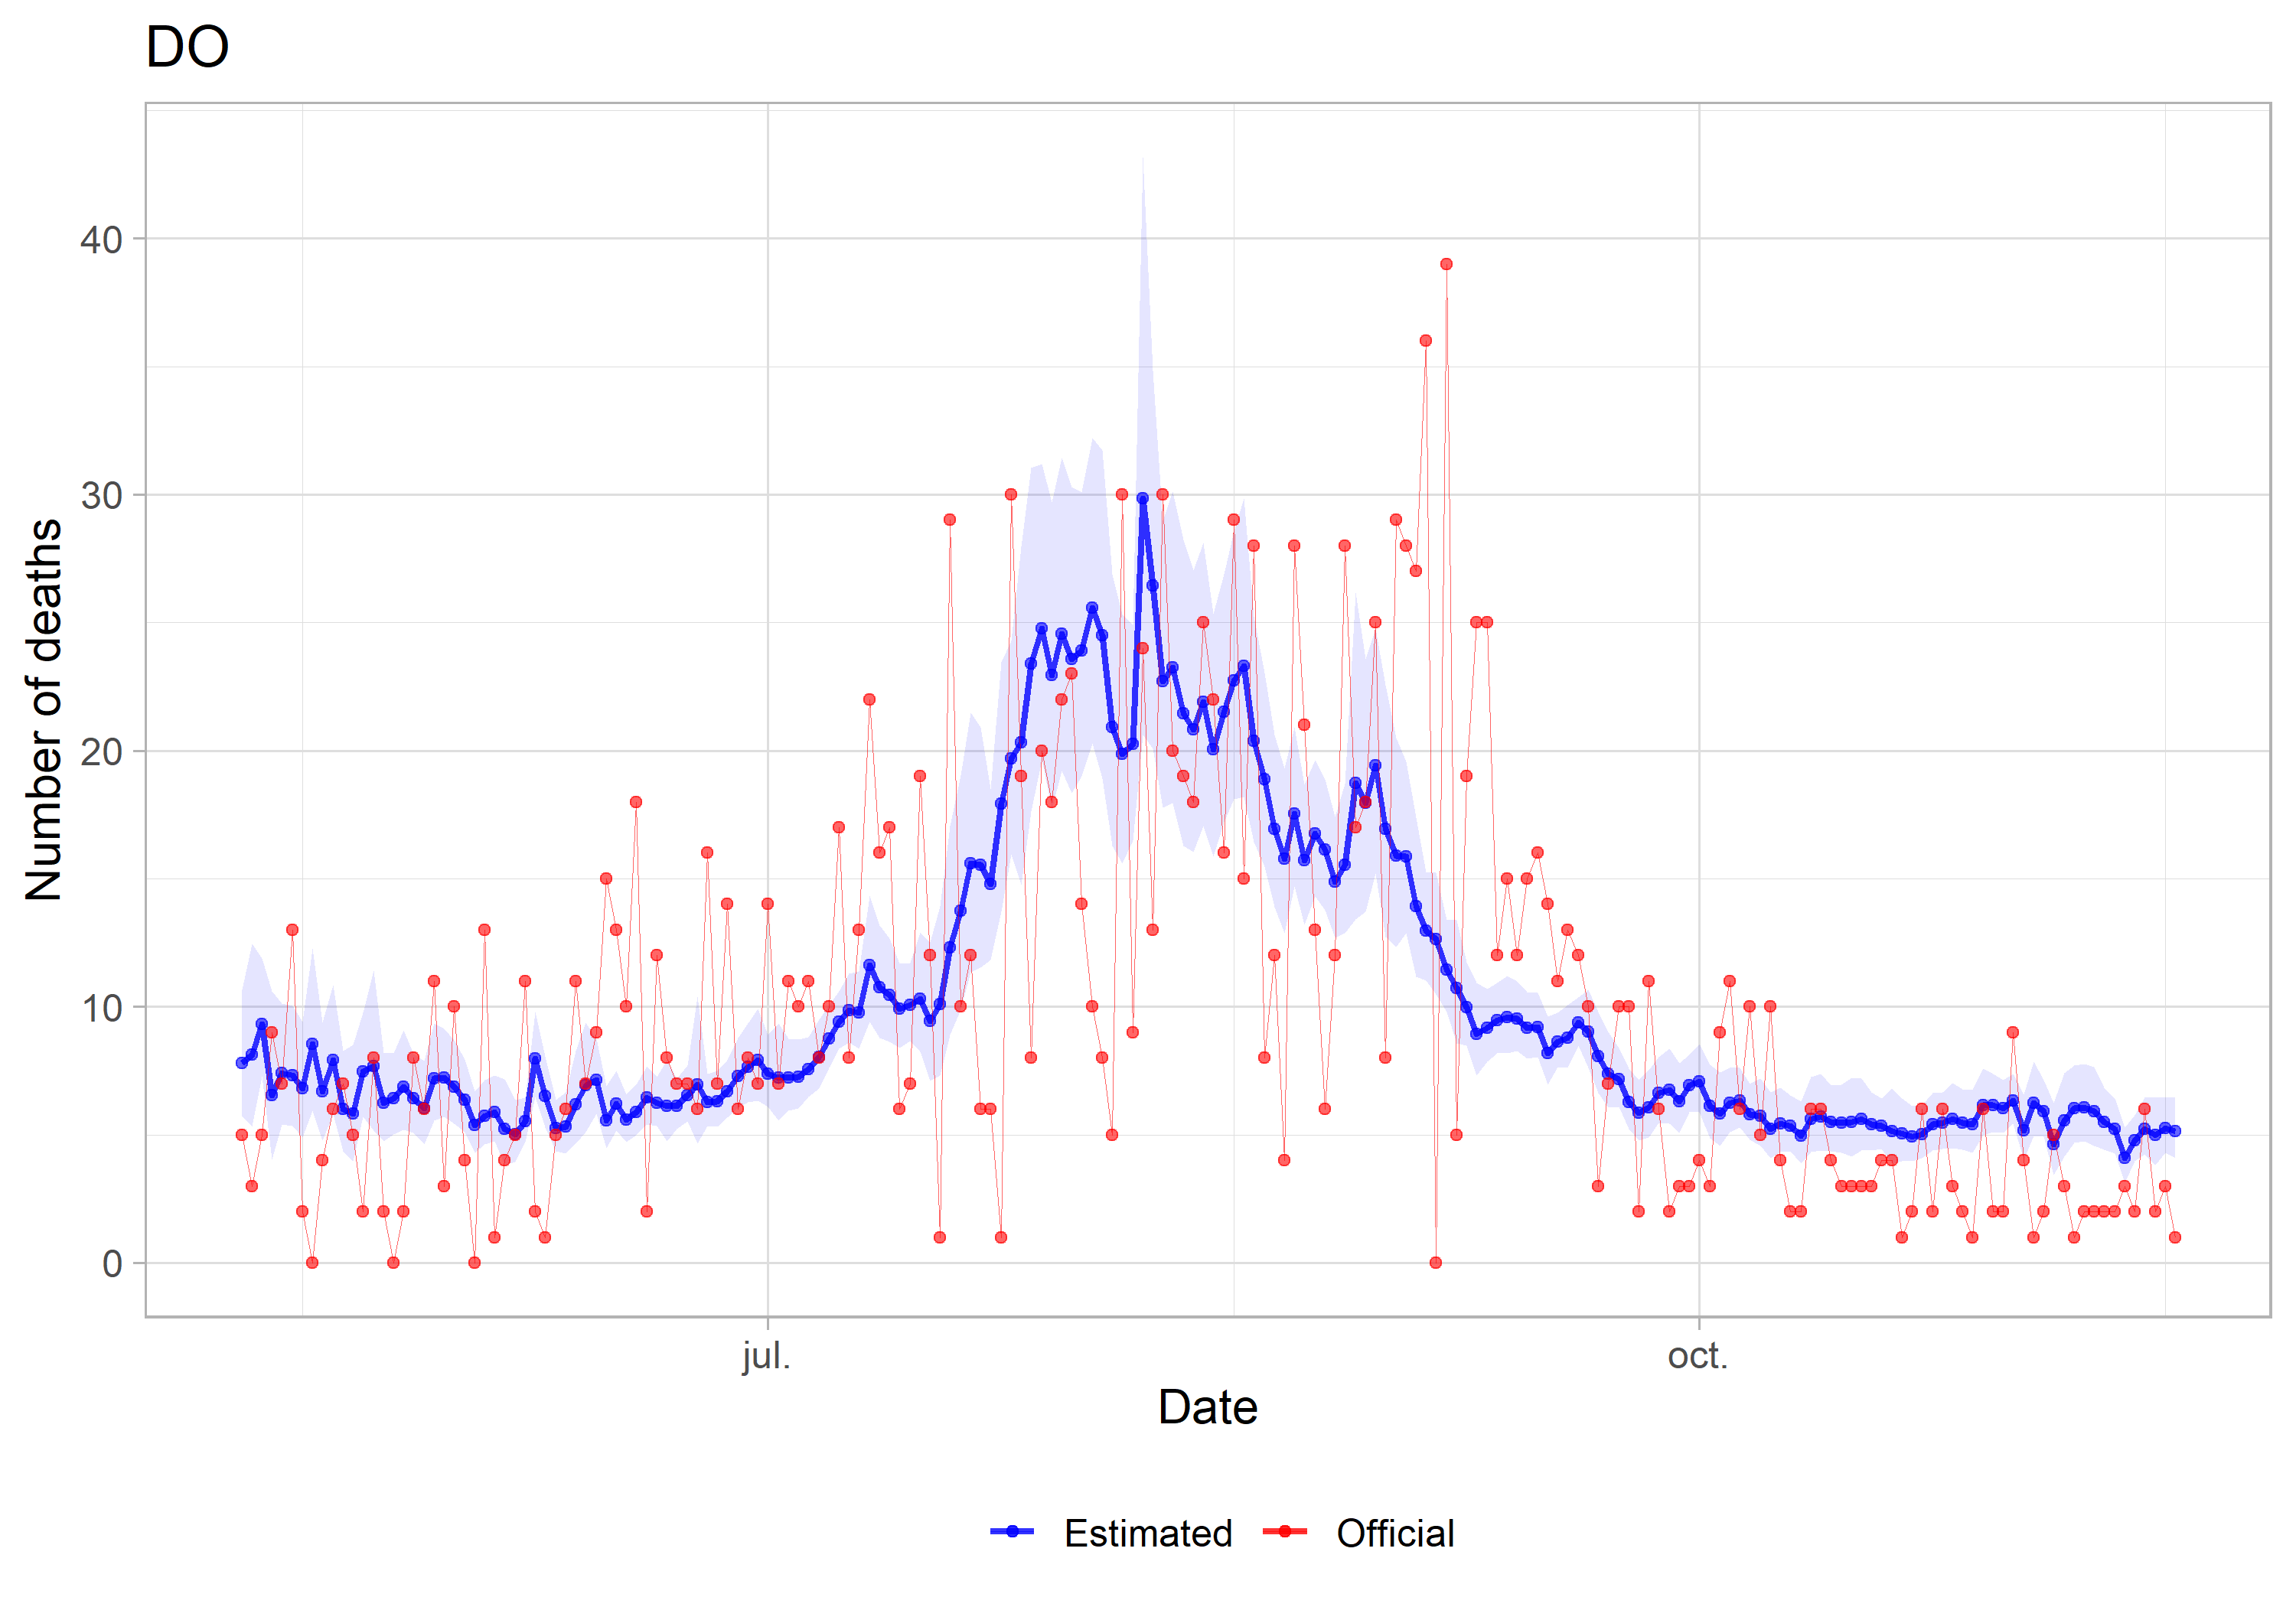 DO
Number of deaths
40
30
20
10
0
jul.
oct.
Date
Estimated
Official